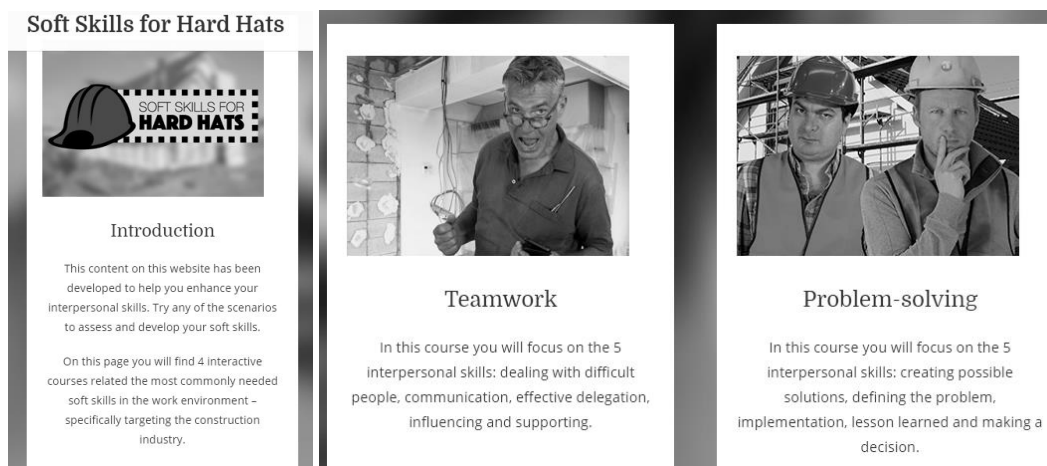 Soft Skills for Hard Hats
SOFT SKILLS FOR
HARD HATS
Introduction
This content on this website has been
developed to help you enhance your
interpersonal skills. Try any of the scenarios
to assess and develop your soft skills.
On this page you will find 4 interactive
courses related the most commonly needed
soft skills in the work environment –
specifically targeting the construction
industry.
Teamwork
In this course you will focus on the 5
interpersonal skills: dealing with difficult
people, communication, effective delegation,
influencing and supporting.
Problem-solving
In this course you will focus on the 5
interpersonal skills: creating possible
solutions, defining the problem,
implementation, lesson learned and making a
decision.